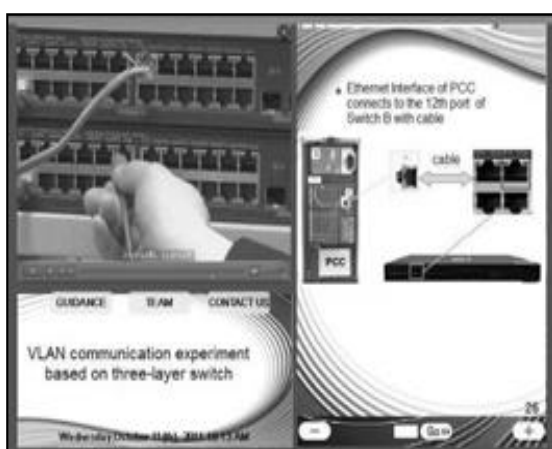 GUIDANCE TEAM CONTACT US
VLAN communication experiment
based on three-layer switch
Ethernet Interface of PCC
connects to the 12th port of
Switch B with cable
cable
PCC
26
Go